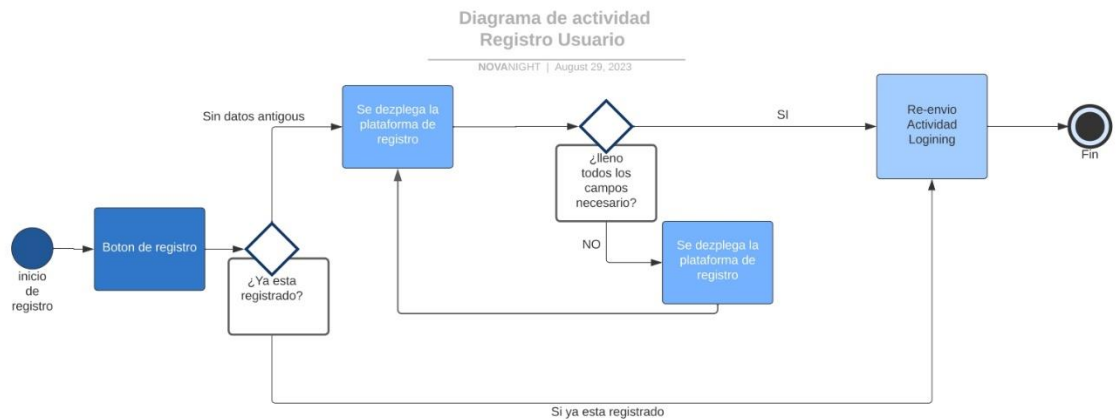 Diagrama de actividad
Registro Usuario
NOVANIGHT | August 29, 2023
Sin datos antigous
Se dezplega la
plataforma de
registro
SI
Re-envio
Actividad
Logining
Fin
¿lleno
todos los
campos
necesario?
NO
Se dezplega la
plataforma de
registro
Boton de registro
inicio
de
registro
¿Ya esta
registrado?
Si ya esta registrado